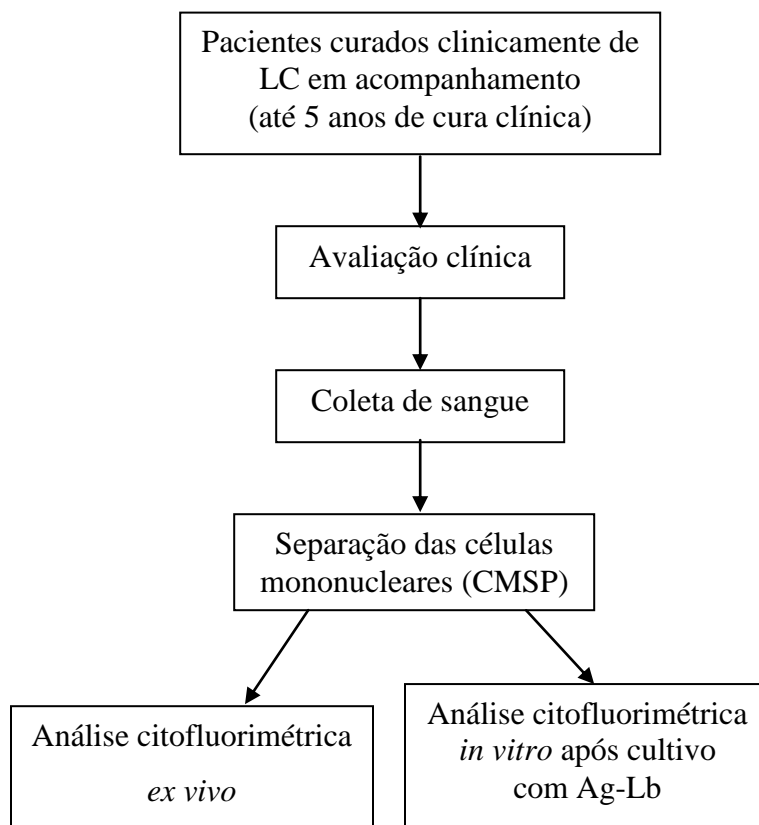 Pacientes curados clinicamente de
LC em acompanhamento
(até 5 anos de cura clínica)
Avaliação clínica
Coleta de sangue
Separação das células
mononucleares (CMSP)
Análise citofluorimétrica
ex vivo
Análise citofluorimétrica
in vitro após cultivo
com Ag-Lb